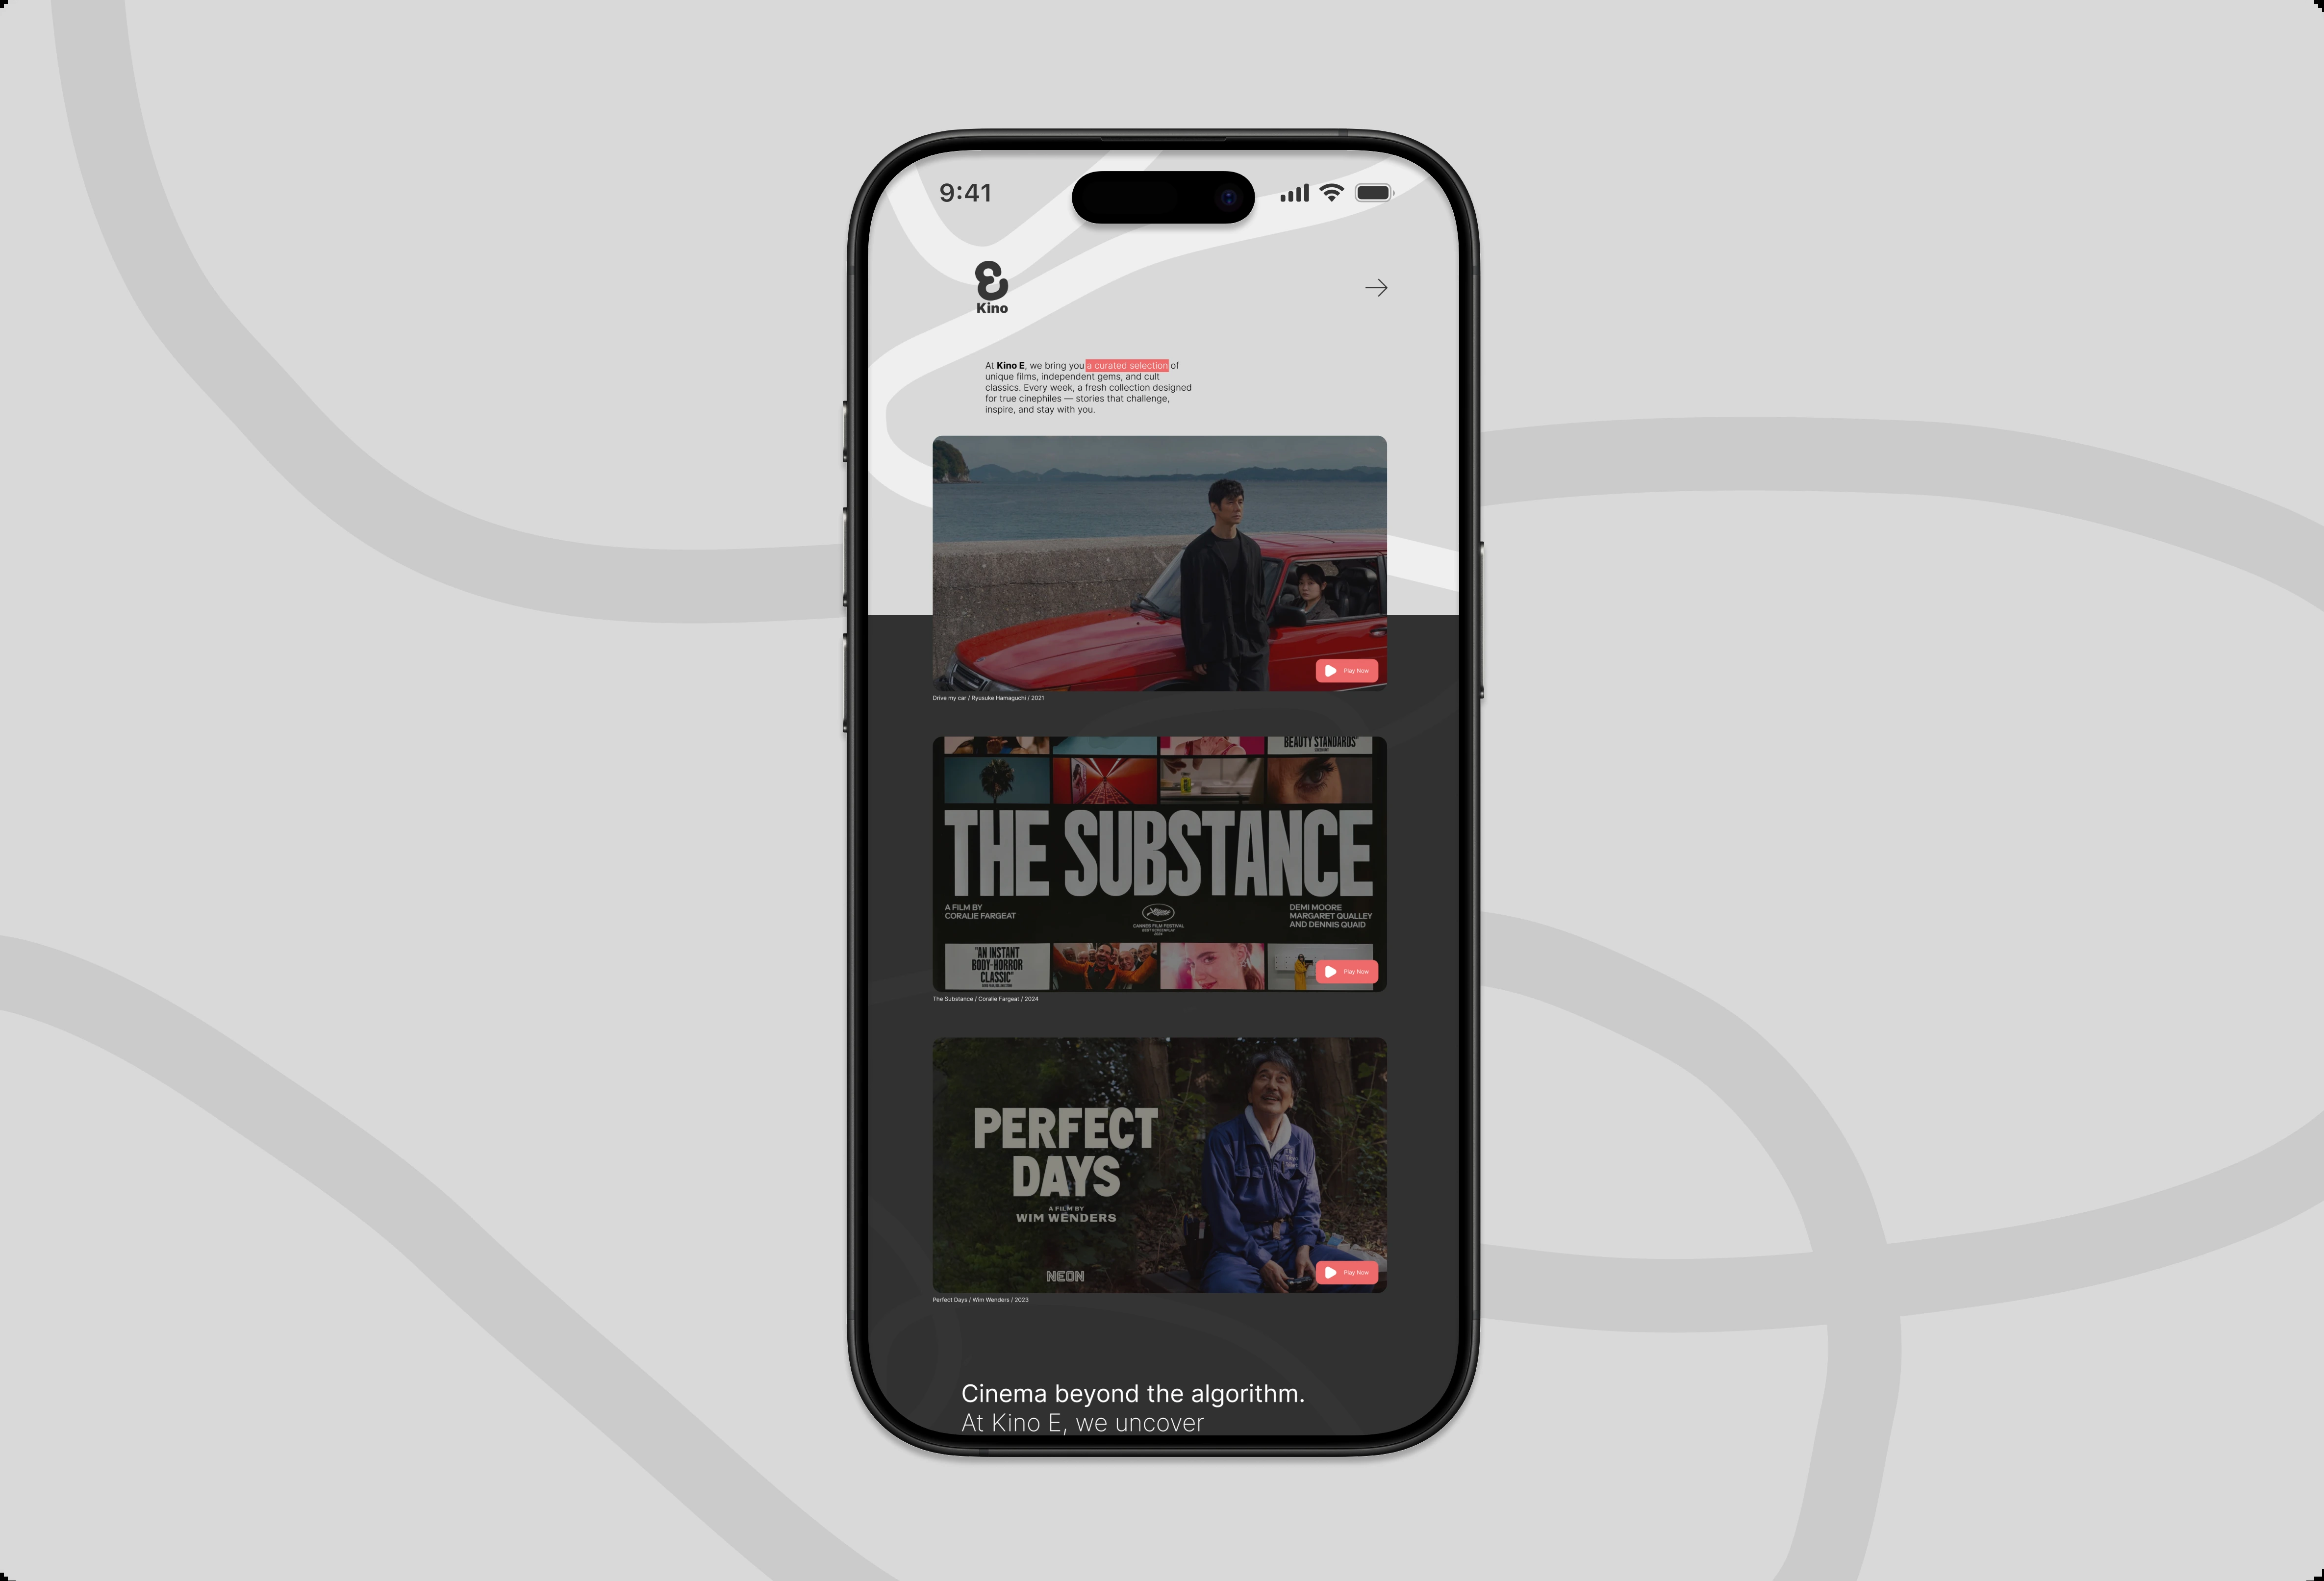 9:41
Kino
At Kino E, we bring you a curated selection of
unique films, independent gems, and cult
classics. Every week, a fresh collection designed
for true cinephiles — stories that challenge,
inspire, and stay with you.
Play Now
Drive my car / Ryusuke Hamaguchi / 2021
BEAUTY STANDARDS"
THE SUBSTANCE
A FILM BY
CORALIE FARGEAT
CANNES FILM FESTIVAL
BEST SCREENPLAY
2024
DEMI MOORE
MARGARET QUALLEY
AND DENNIS QUAID
"AN INSTANT
BODY-HORROR
CLASSIC"
Play Now
The Substance / Coralie Fargeat / 2024
PERFECT
DAYS
A FILM BY
WIM WENDERS
NEON
Play Now
Perfect Days / Wim Wenders / 2023
Cinema beyond the algorithm.
At Kino E, we uncover